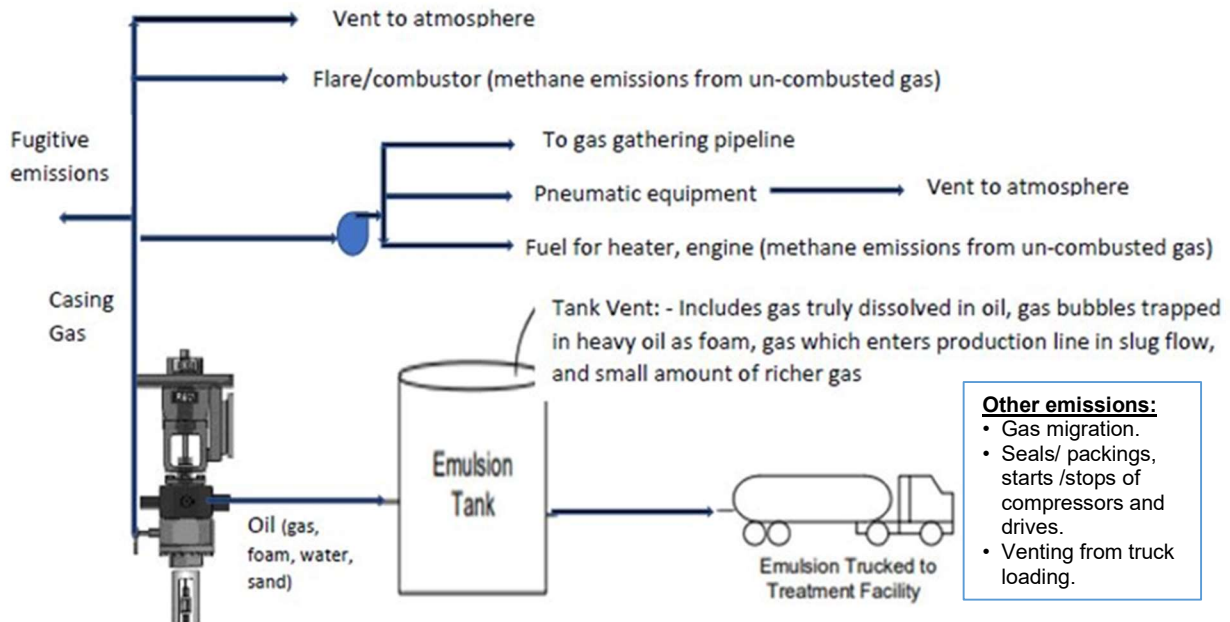 Vent to atmosphere
Flare/combustor (methane emissions from un-combusted gas)
Fugitive
emissions
To gas gathering pipeline
Pneumatic equipment
Vent to atmosphere
Fuel for heater, engine (methane emissions from un-combusted gas)
Casing
Gas
Tank Vent: - Includes gas truly dissolved in oil, gas bubbles trapped
in heavy oil as foam, gas which enters production line in slug flow,
and small amount of richer gas
Emulsion
Tank
Oil (gas,
foam, water,
sand)
Emulsion Trucked to
Treatment Facility
Other emissions:
• Gas migration.
• Seals/ packings,
starts /stops of
compressors and
drives.
• Venting from truck
loading.